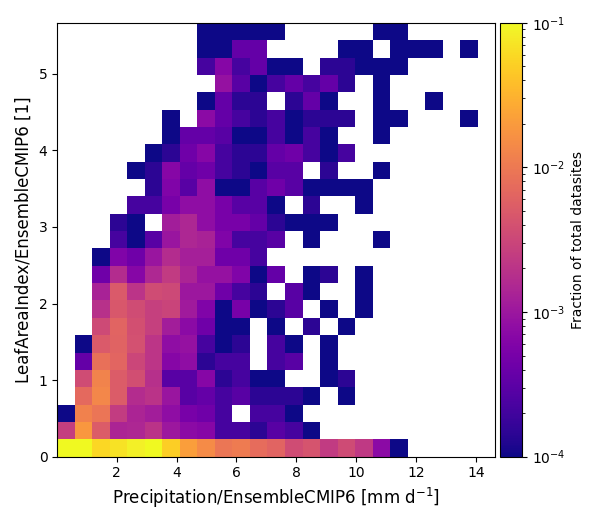 LeafAreaIndex/EnsembleCMIP6 [1]
5
4
3
2
1
0
2 4 6 8 10 12 14
Precipitation/EnsembleCMIP6 [mm d⁻¹]
10⁻¹
10⁻²
10⁻³
10⁻⁴
Fraction of total datasites